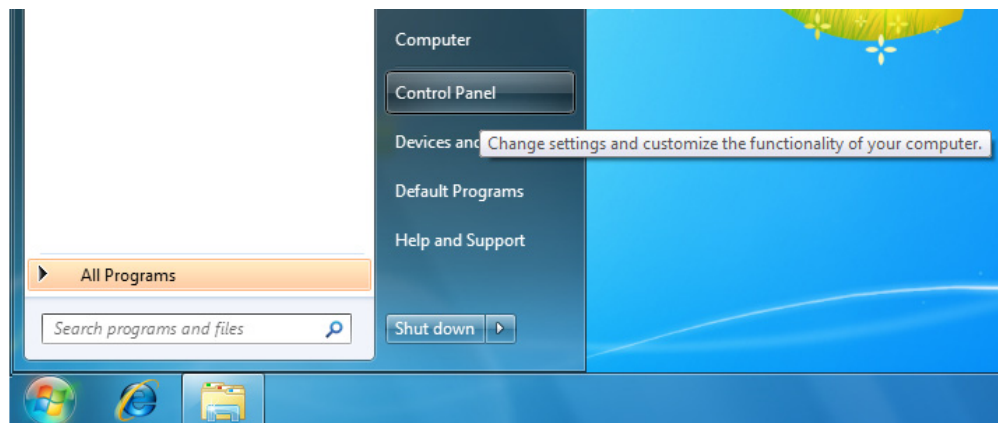 Computer
Control Panel
Devices and
Change settings and customize the functionality of your computer.
Default Programs
Help and Support
All Programs
Search programs and files
Shut down